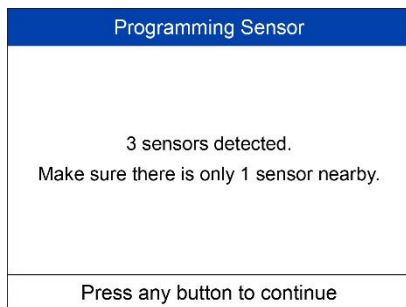 Programming Sensor
3 sensors detected.
Make sure there is only 1 sensor nearby.
Press any button to continue